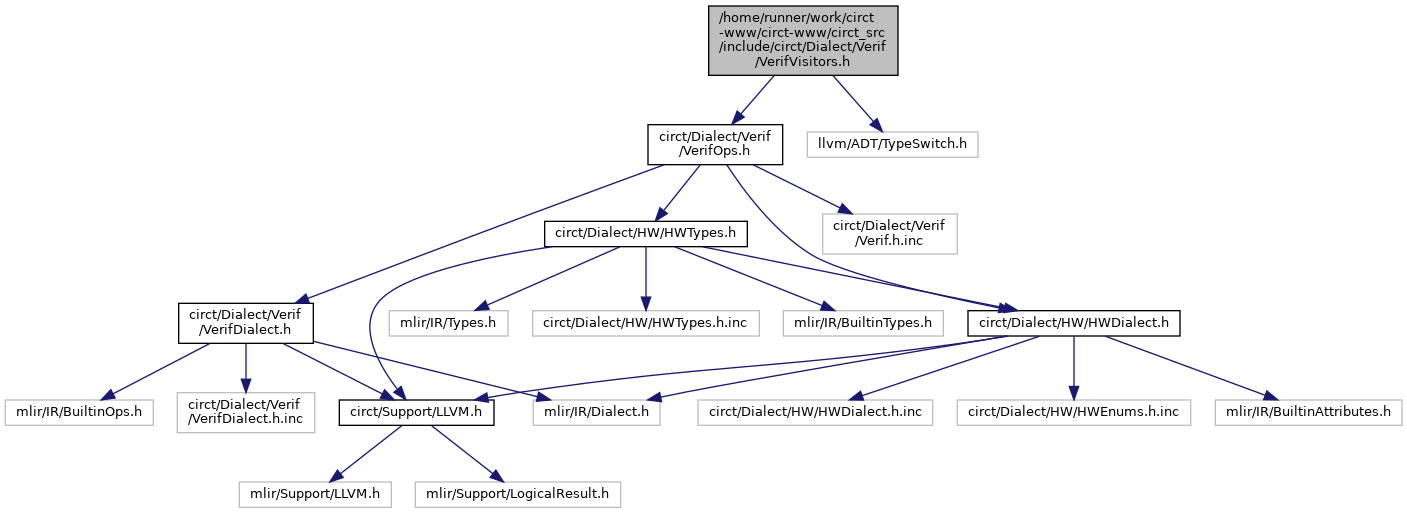 /home/runner/work/circt
-www/circt-www/circt_src
/include/circt/Dialect/Verif
/VerifVisitors.h
circt/Dialect/Verif
/VerifOps.h
llvm/ADT/TypeSwitch.h
circt/Dialect/HW/HWTypes.h
circt/Dialect/Verif
/Verif.h.inc
circt/Dialect/Verif
/VerifDialect.h
mlir/IR/Types.h
circt/Dialect/HW/HWTypes.h.inc
mlir/IR/BuiltinTypes.h
circt/Dialect/HW/HWDialect.h
mlir/IR/BuiltinOps.h
circt/Dialect/Verif
/VerifDialect.h.inc
circt/Support/LLVM.h
mlir/IR/Dialect.h
circt/Dialect/HW/HWDialect.h.inc
circt/Dialect/HW/HWEnums.h.inc
mlir/IR/BuiltinAttributes.h
mlir/Support/LLVM.h
mlir/Support/LogicalResult.h